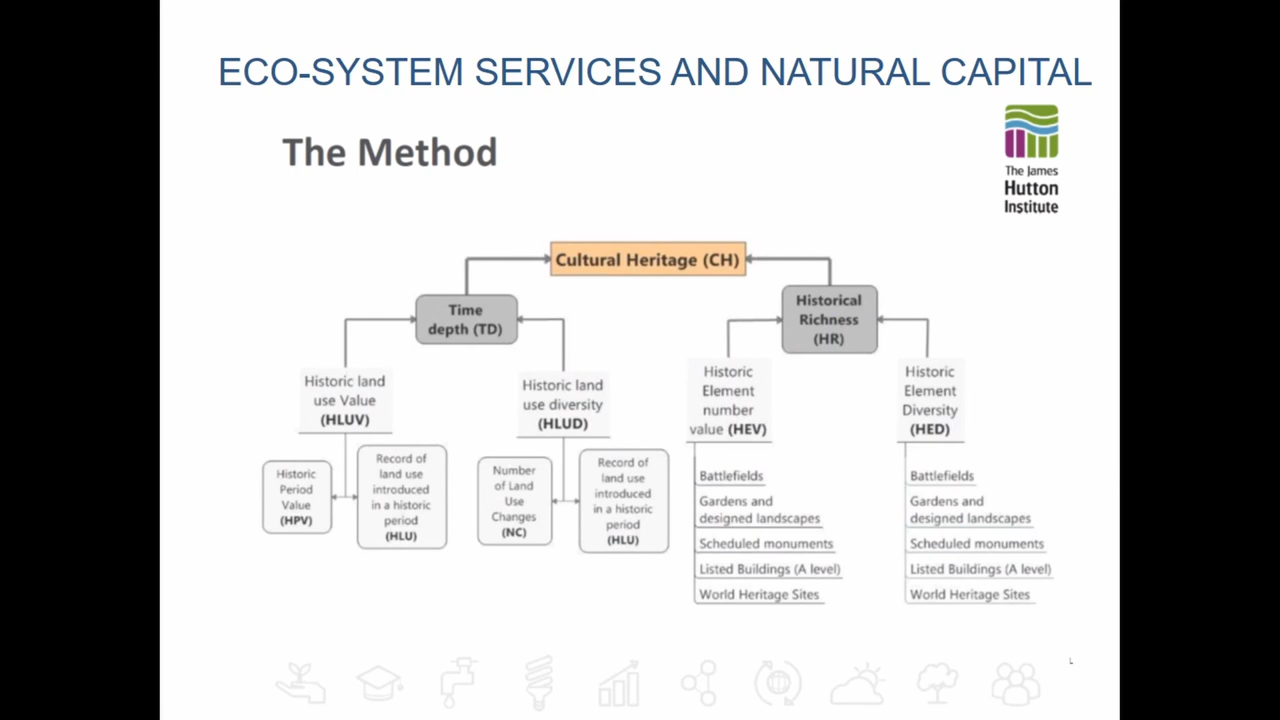 ECO-SYSTEM SERVICES AND NATURAL CAPITAL
The Method
The James
Hutton
Institute
Cultural Heritage (CH)
Time
depth (TD)
Historical
Richness
(HR)
Historic land
use Value
(HLUV)
Historic land
use diversity
(HLUD)
Historic
Element
number
value (HEV)
Historic
Element
Diversity
(HED)
Historic
Period
Value
(HPV)
Record of
land use
introduced
in a historic
period
(HLU)
Number
of Land
Use
Changes
(NC)
Record of
land use
introduced
in a historic
period
(HLU)
Battlefields
Gardens and
designed landscapes
Scheduled monuments
Listed Buildings (A level)
World Heritage Sites
Battlefields
Gardens and
designed landscapes
Scheduled monuments
Listed Buildings (A level)
World Heritage Sites